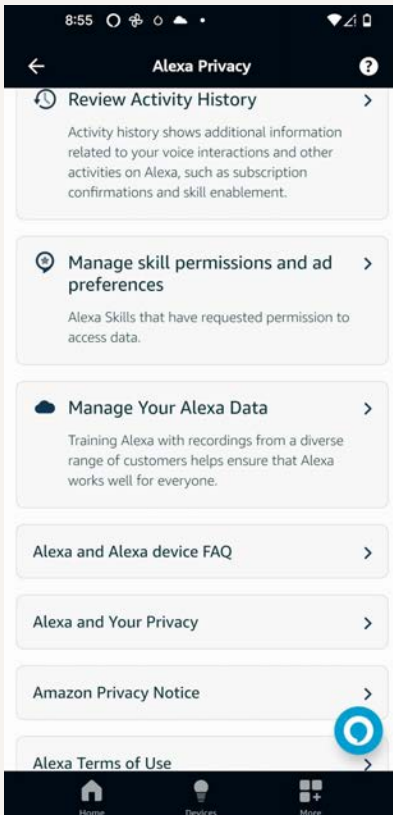 8:55
Alexa Privacy
Review Activity History
Activity history shows additional information
related to your voice interactions and other
activities on Alexa, such as subscription
confirmations and skill enablement.
Manage skill permissions and ad
preferences
Alexa Skills that have requested permission to
access data.
Manage Your Alexa Data
Training Alexa with recordings from a diverse
range of customers helps ensure that Alexa
works well for everyone.
Alexa and Alexa device FAQ
Alexa and Your Privacy
Amazon Privacy Notice
Alexa Terms of Use
Home Devices More